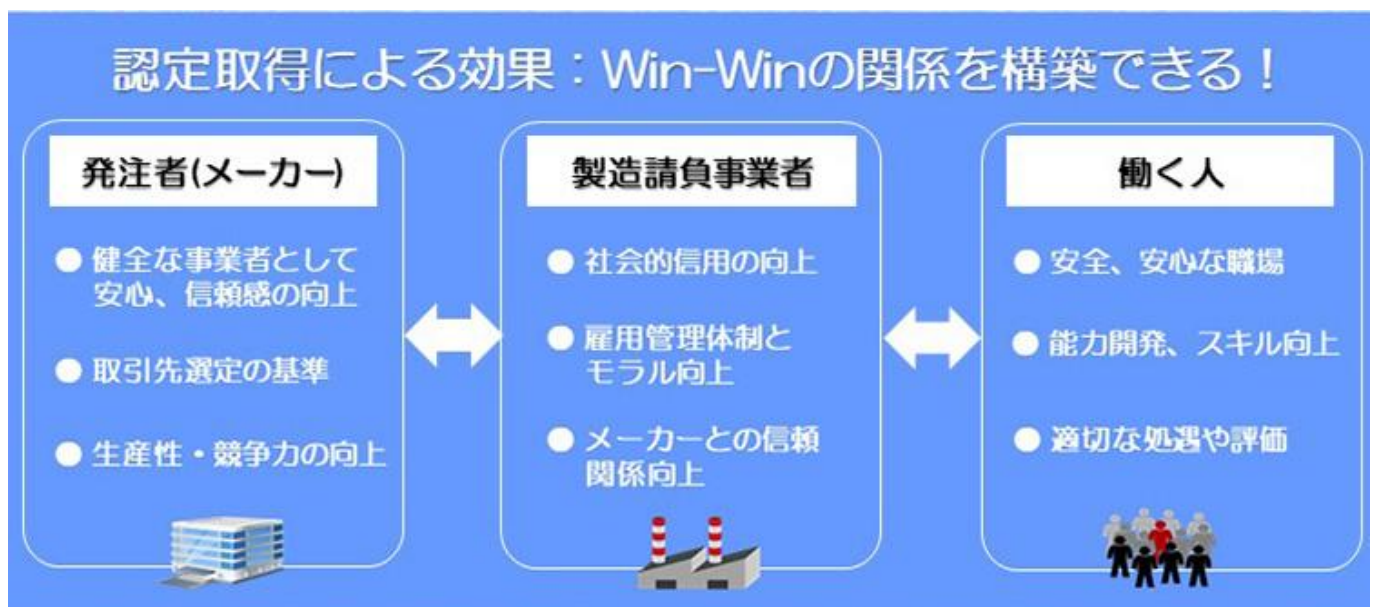 認定取得による効果：Win-Winの関係を構築できる！
発注者(メーカー)
● 健全な事業者として
安心、信頼感の向上
● 取引先選定の基準
● 生産性・競争力の向上
製造請負事業者
● 社会的信用の向上
● 雇用管理体制と
モラル向上
● メーカーとの信頼
関係向上
働く人
● 安全、安心な職場
● 能力開発、スキル向上
● 適切な処遇や評価